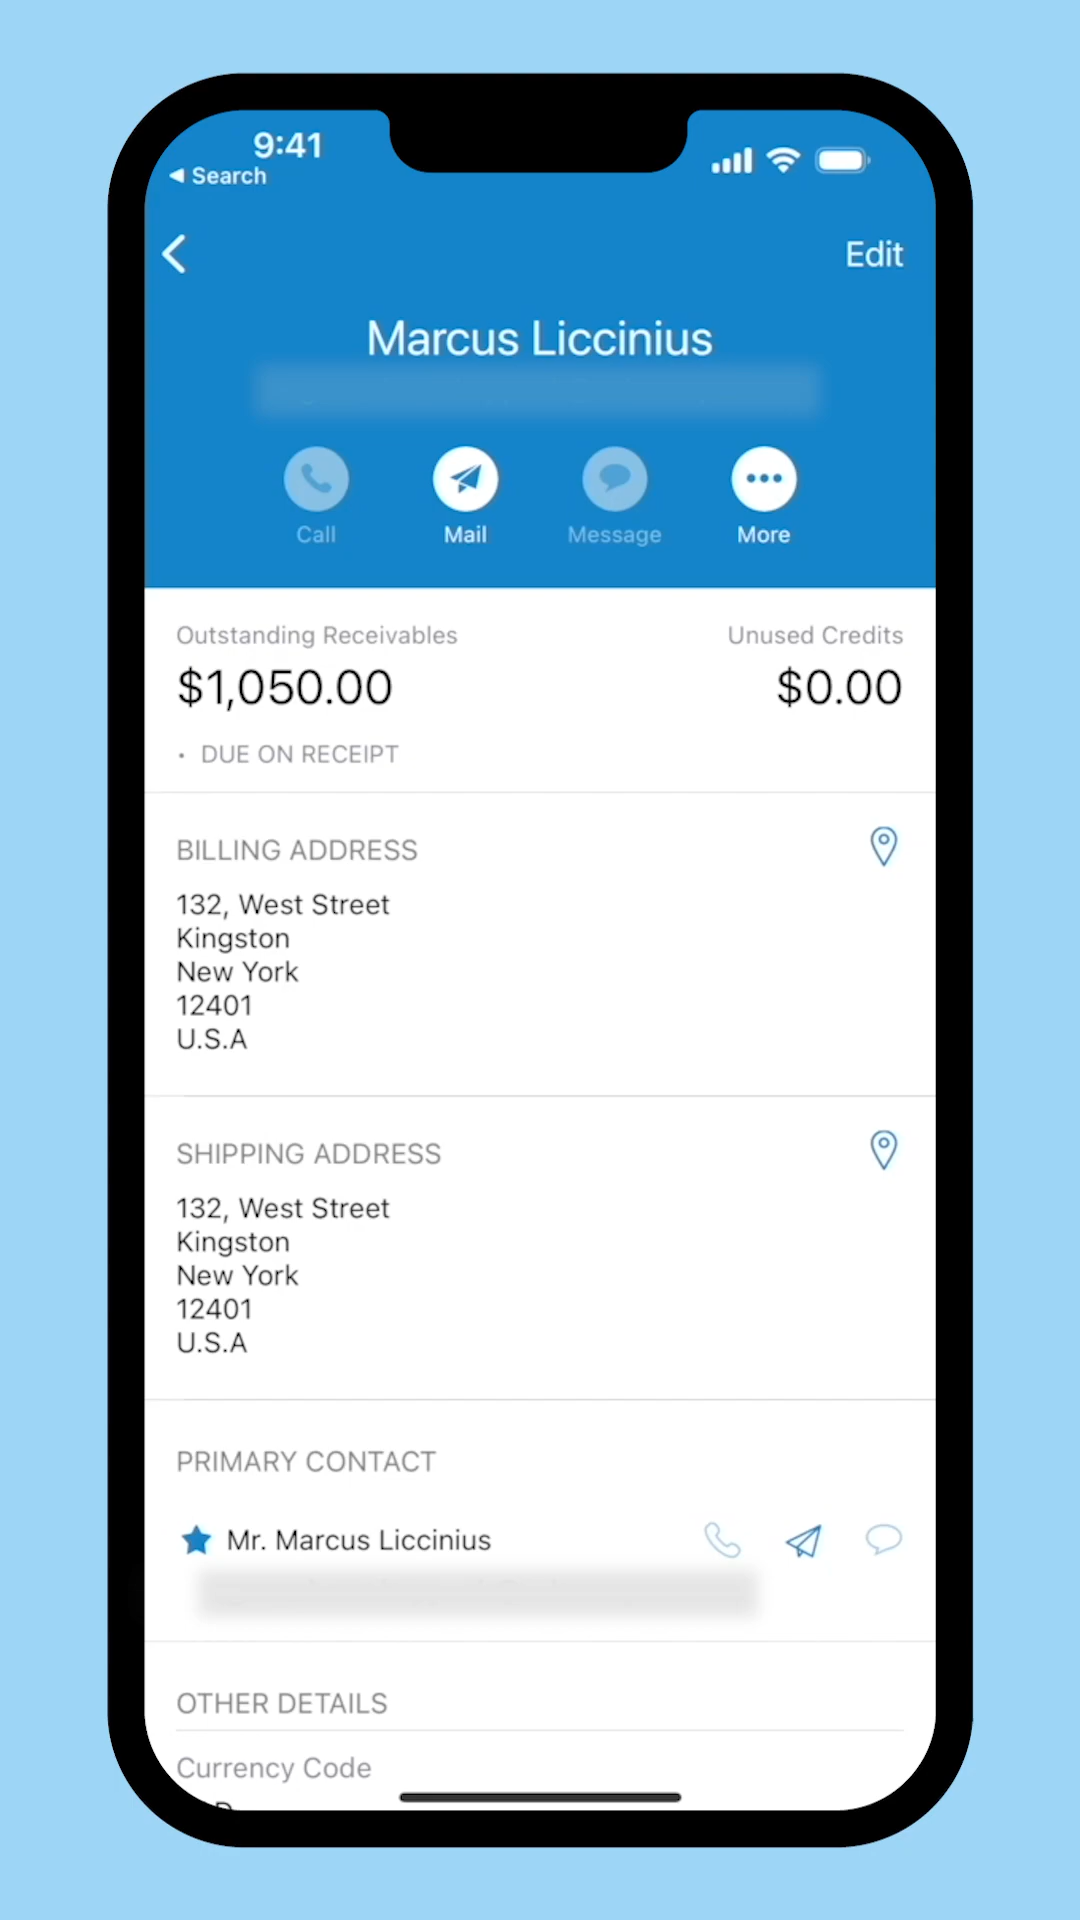 9:41
Search
Edit
Marcus Liccinius
Call
Mail
Message
More
Outstanding Receivables
Unused Credits
$1,050.00
$0.00
• DUE ON RECEIPT
BILLING ADDRESS
132, West Street
Kingston
New York
12401
U.S.A
SHIPPING ADDRESS
132, West Street
Kingston
New York
12401
U.S.A
PRIMARY CONTACT
Mr. Marcus Liccinius
OTHER DETAILS
Currency Code